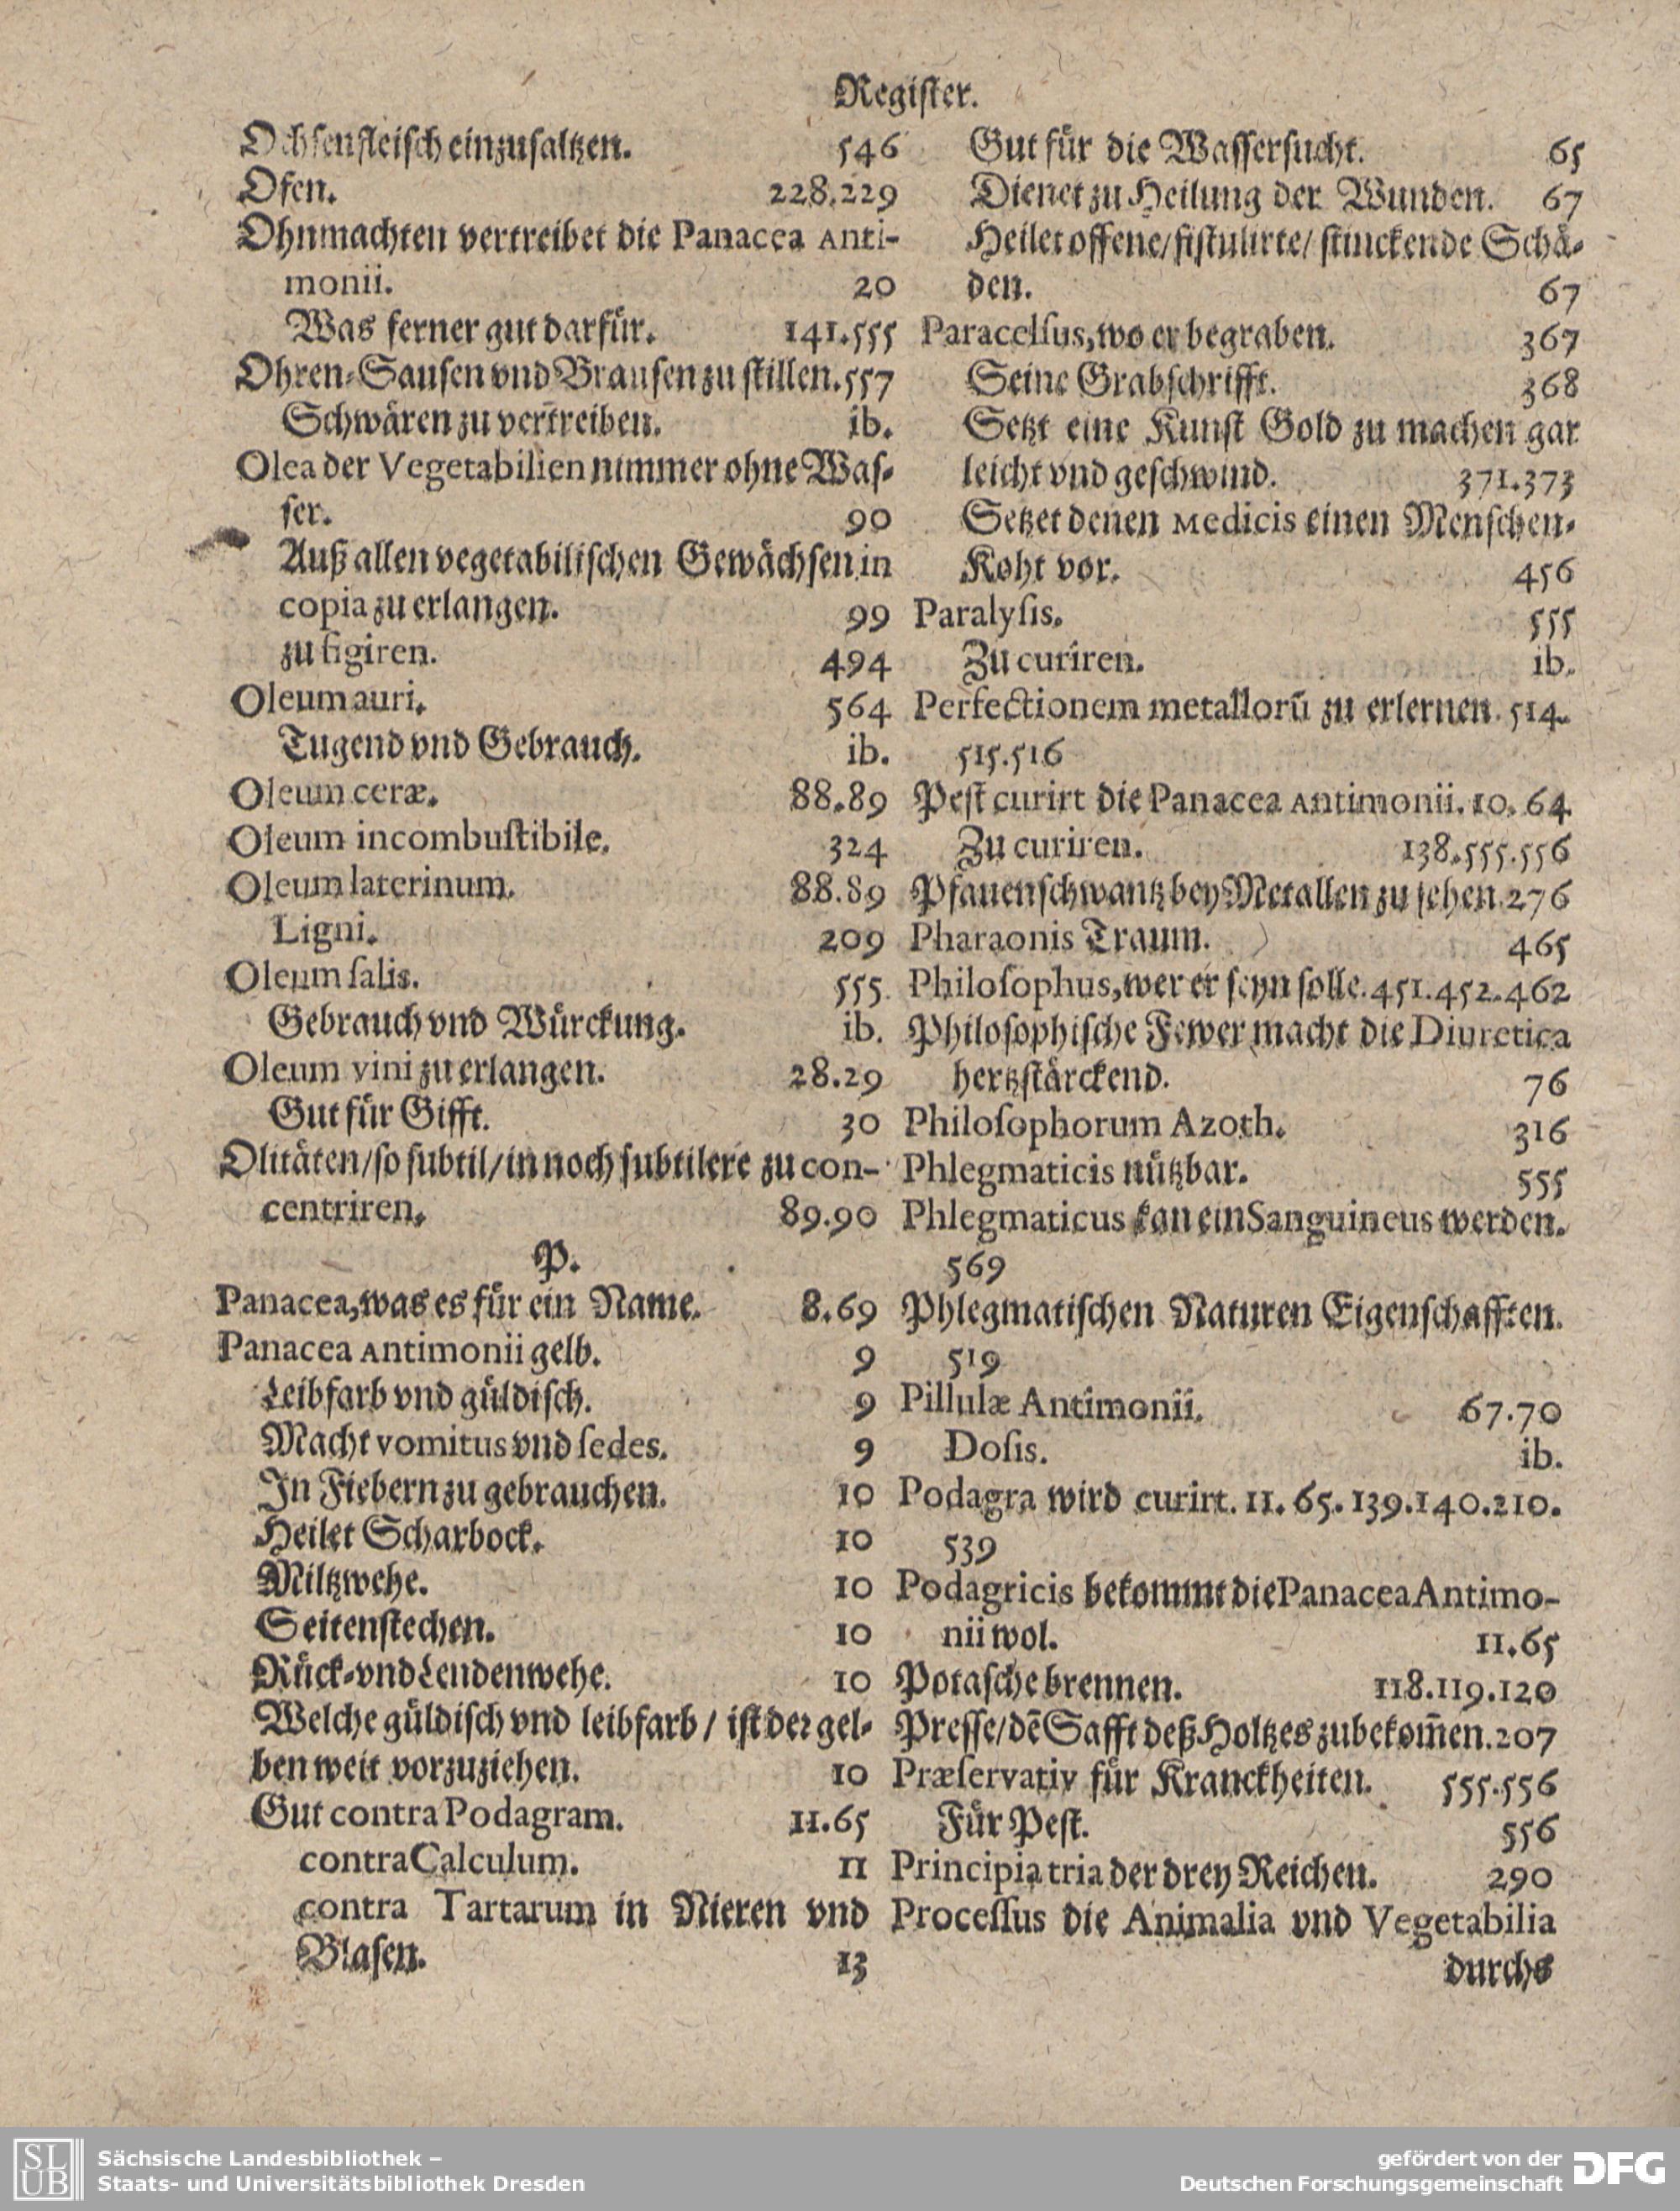 Register.
Ochsenfleisch einzusaltzen. 546
Ofen. 228.229
Ohnmachten vertreibet die Panacea Anti-
monii. 20
Was ferner gut darfür. 141.555
Ohren-Sausen vnd Brausen zu stillen. 557
Schwären zu vertreiben. ib.
Olea der Vegetabilien nimmer ohne Was-
ser. 90
Auß allen vegetabilischen Gewächsen in
copia zu erlangen. 99
zu figiren. 494
Oleum auri. 564
Tugend vnd Gebrauch. ib.
Oleum ceræ. 88.89
Oleum incombustibile. 324
Oleum laterinum. 88.89
Ligni. 209
Oleum salis. 555
Gebrauch vnd Würckung. ib.
Oleum vini zu erlangen. 28.29
Gut für Gifft. 30
Olitäten/so subtil/in noch subtilere zu con-
centriren. 89.90
P.
Panacea, was es für ein Name. 8.69
Panacea Antimonii gelb. 9
Leibfarb vnd güldisch. 9
Macht vomitus vnd sedes. 9
In Fiebern zu gebrauchen. 10
Heilet Scharbock. 10
Miltzwehe. 10
Seitenstechen. 10
Rück-vnd Lendenwehe. 10
Welche güldisch vnd leibfarb / ist der gel-
ben weit vorzuziehen. 10
Gut contra Podagram. 11.65
contra Calculum. 11
contra Tartarum in Nieren vnd
Blasen. 13
Gut für die Wassersucht. 65
Dienet zu Heilung der Wunden. 67
Heilet offene/fistulirte/ stinckende Schä-
den. 67
Paracelsus, wo er begraben. 367
Seine Grabschrifft. 368
Setzt eine Kunst Gold zu machen gar
leicht vnd geschwind. 371.373
Setzet denen Medicis einen Menschen-
Koht vor. 456
Paralysis. 555
Zu curiren. ib.
Perfectionem metallorū zu erlernen. 514.
515.516
Pest curirt die Panacea Antimonii. 10.64
Zu curiren. 138.555.556
Pfauenschwantz bey Metallen zu sehen. 276
Pharaonis Traum. 465
Philosophus, wer er seyn solle. 451.452.462
Philosophische Fewer macht die Diuretica
hertzstärckend. 76
Philosophorum Azoth. 316
Phlegmaticis nützbar. 555
Phlegmaticus kan ein Sanguineus werden.
569
Phlegmatischen Naturen Eigenschafften.
519
Pillulæ Antimonii. 67.70
Dosis. ib.
Podagra wird curirt. 11. 65. 139.140.210.
539
Podagricis bekommt die Panacea Antimo-
nii wol. 11.65
Potasche brennen. 118.119.120
Presse/dē Safft deß Holtzes zubekom̄en. 207
Præservativ für Kranckheiten. 555.556
Für Pest. 556
Principia tria der drey Reichen. 290
Processus die Animalia vnd Vegetabilia
durchs
SLUB
Sächsische Landesbibliothek –
Staats- und Universitätsbibliothek Dresden
gefördert von der
Deutschen Forschungsgemeinschaft
DFG